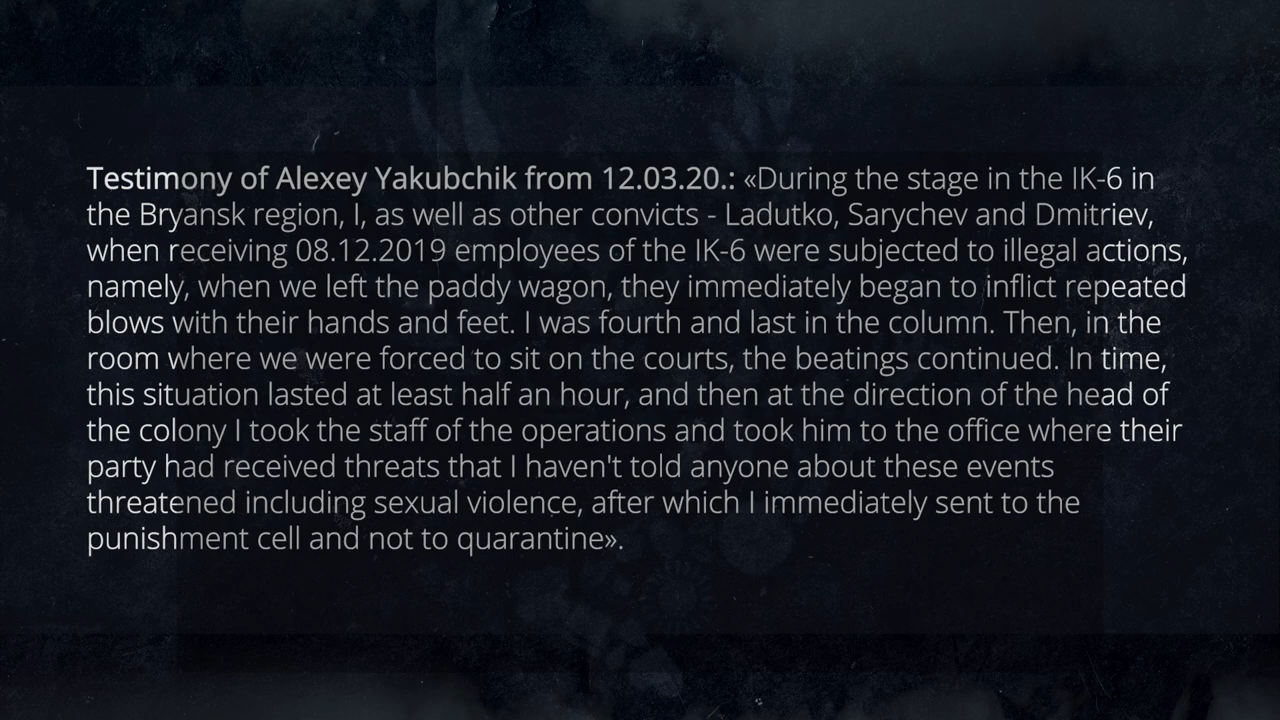 Testimony of Alexey Yakubchik from 12.03.20.: «During the stage in the IK-6 in
the Bryansk region, I, as well as other convicts - Ladutko, Sarychev and Dmitriev,
when receiving 08.12.2019 employees of the IK-6 were subjected to illegal actions,
namely, when we left the paddy wagon, they immediately began to inflict repeated
blows with their hands and feet. I was fourth and last in the column. Then, in the
room where we were forced to sit on the courts, the beatings continued. In time,
this situation lasted at least half an hour, and then at the direction of the head of
the colony I took the staff of the operations and took him to the office where their
party had received threats that I haven't told anyone about these events
threatened including sexual violence, after which I immediately sent to the
punishment cell and not to quarantine».